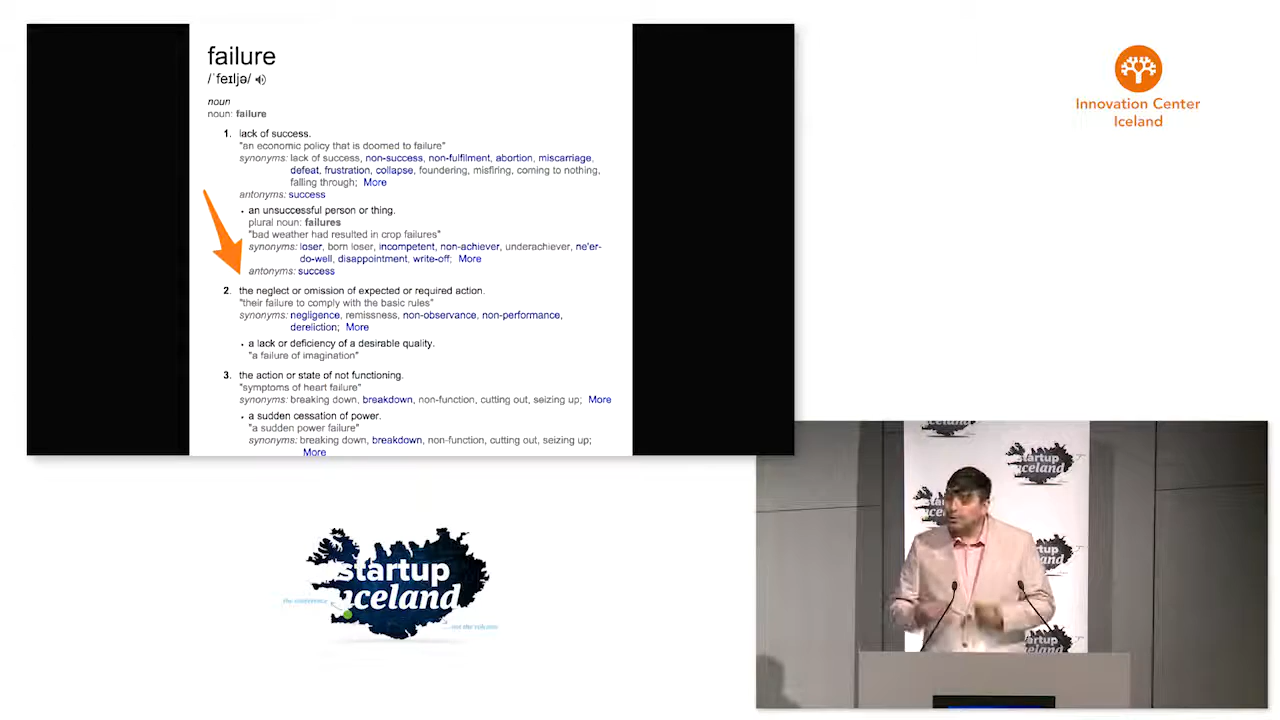 failure
/ˈfeɪljə/
noun
noun: failure
1. lack of success.
"an economic policy that is doomed to failure"
synonyms: lack of success, non-success, non-fulfilment, abortion, miscarriage,
defeat, frustration, collapse, foundering, misfiring, coming to nothing,
falling through; More
antonyms: success
• an unsuccessful person or thing.
plural noun: failures
"bad weather had resulted in crop failures"
synonyms: loser, born loser, incompetent, non-achiever, underachiever, ne'er-
do-well, disappointment, write-off; More
antonyms: success
2. the neglect or omission of expected or required action.
"their failure to comply with the basic rules"
synonyms: negligence, remissness, non-observance, non-performance,
dereliction; More
• a lack or deficiency of a desirable quality.
"a failure of imagination"
3. the action or state of not functioning.
"symptoms of heart failure"
synonyms: breaking down, breakdown, non-function, cutting out, seizing up; More
• a sudden cessation of power.
"a sudden power failure"
synonyms: breaking down, breakdown, non-function, cutting out, seizing up;
More
Innovation Center
Iceland
startup
iceland
the conference
not the volcano
startup
iceland